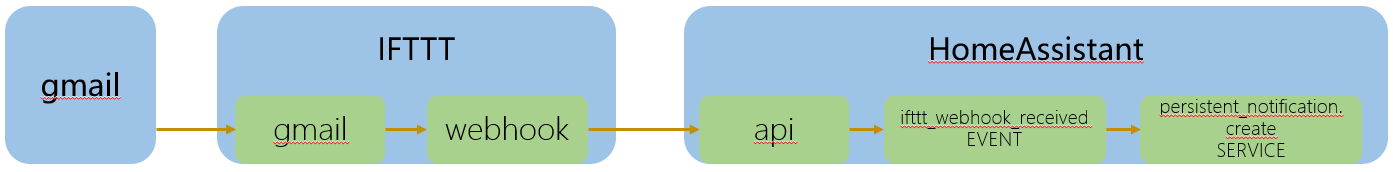 gmail
IFTTT
gmail
webhook
HomeAssistant
api
ifttt_webhook_received
EVENT
persistent_notification.
create
SERVICE